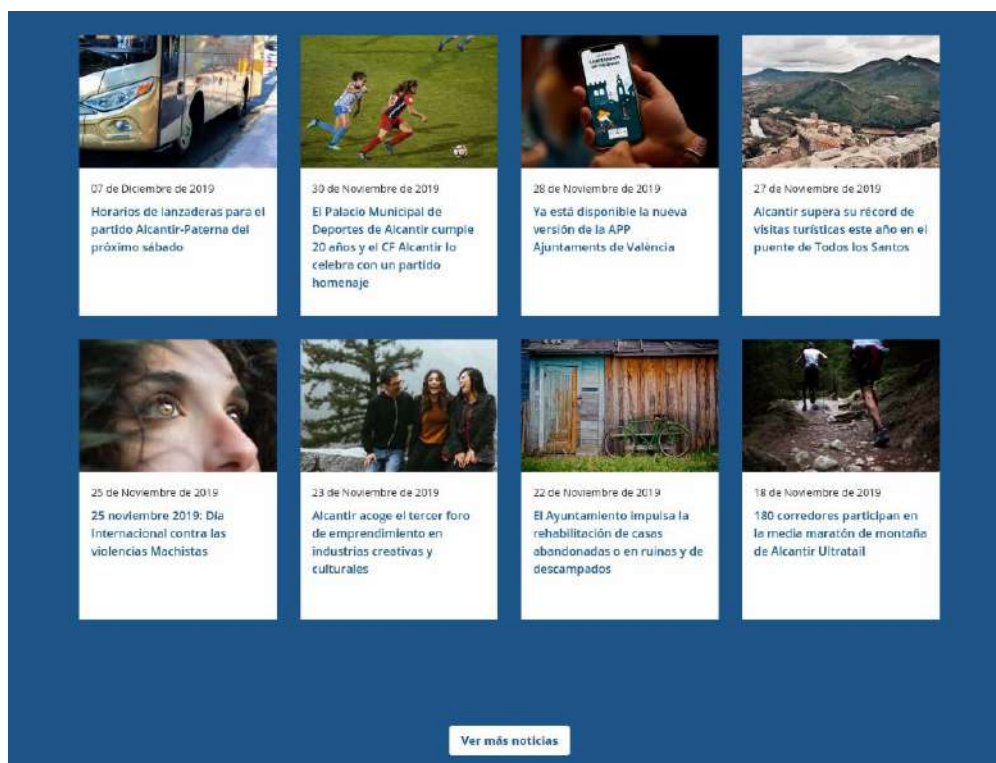 07 de Diciembre de 2019
Horarios de lanzaderas para el
partido Alcantir-Paterna del
próximo sábado
30 de Noviembre de 2019
El Palacio Municipal de
Deportes de Alcantir cumple
20 años y el CF Alcantir lo
celebra con un partido
homenaje
28 de Noviembre de 2019
Ya está disponible la nueva
versión de la APP
Ajuntaments de València
27 de Noviembre de 2019
Alcantir supera su récord de
visitas turísticas este año en el
puente de Todos los Santos
25 de Noviembre de 2019
25 noviembre 2019: Día
Internacional contra las
violencias Machistas
23 de Noviembre de 2019
Alcantir acoge el tercer foro
de emprendimiento en
industrias creativas y
culturales
22 de Noviembre de 2019
El Ayuntamiento impulsa la
rehabilitación de casas
abandonadas o en ruinas y de
descampados
18 de Noviembre de 2019
180 corredores participan en
la media maratón de montaña
de Alcantir Ultratail
Ver más noticias